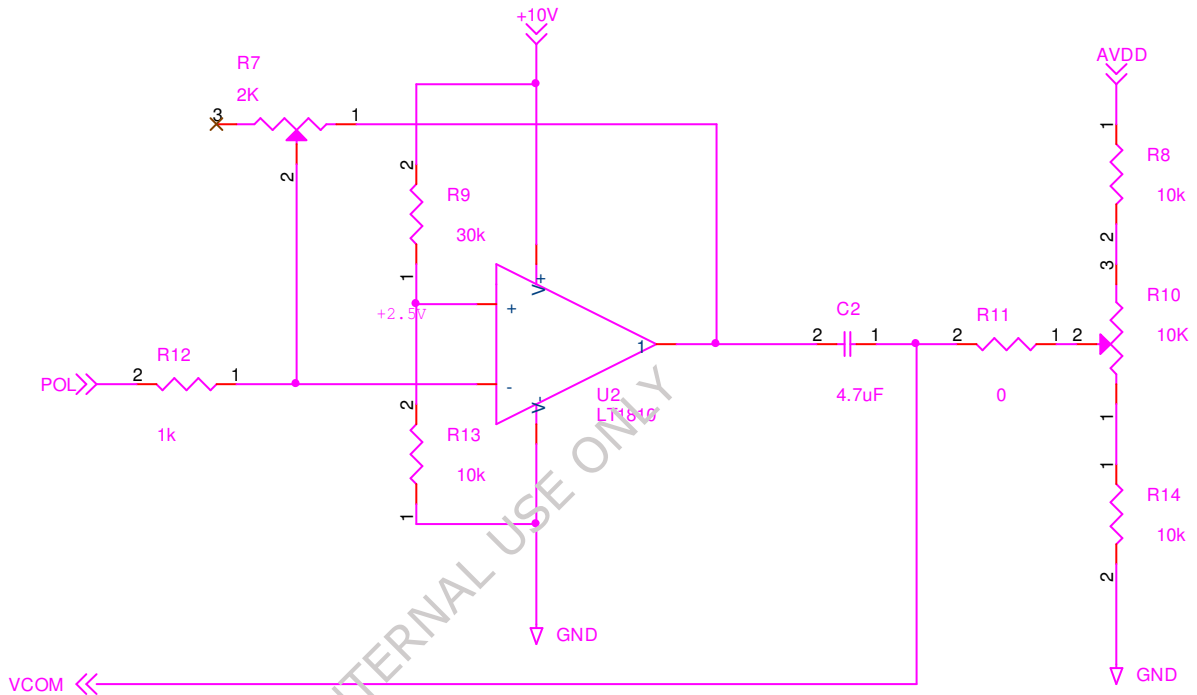 +10V
AVDD
R7
2K
3
1
2
2
R9
30k
1
+2.5V
+
V+
-
V-
1
U2
LT1810
POL
2
R12
1
1k
2
R13
10k
1
GND
2
C2
1
4.7uF
2
R11
1
0
1
R8
10k
2
3
R10
10K
2
1
1
R14
10k
2
GND
VCOM
INTERNAL USE ONLY